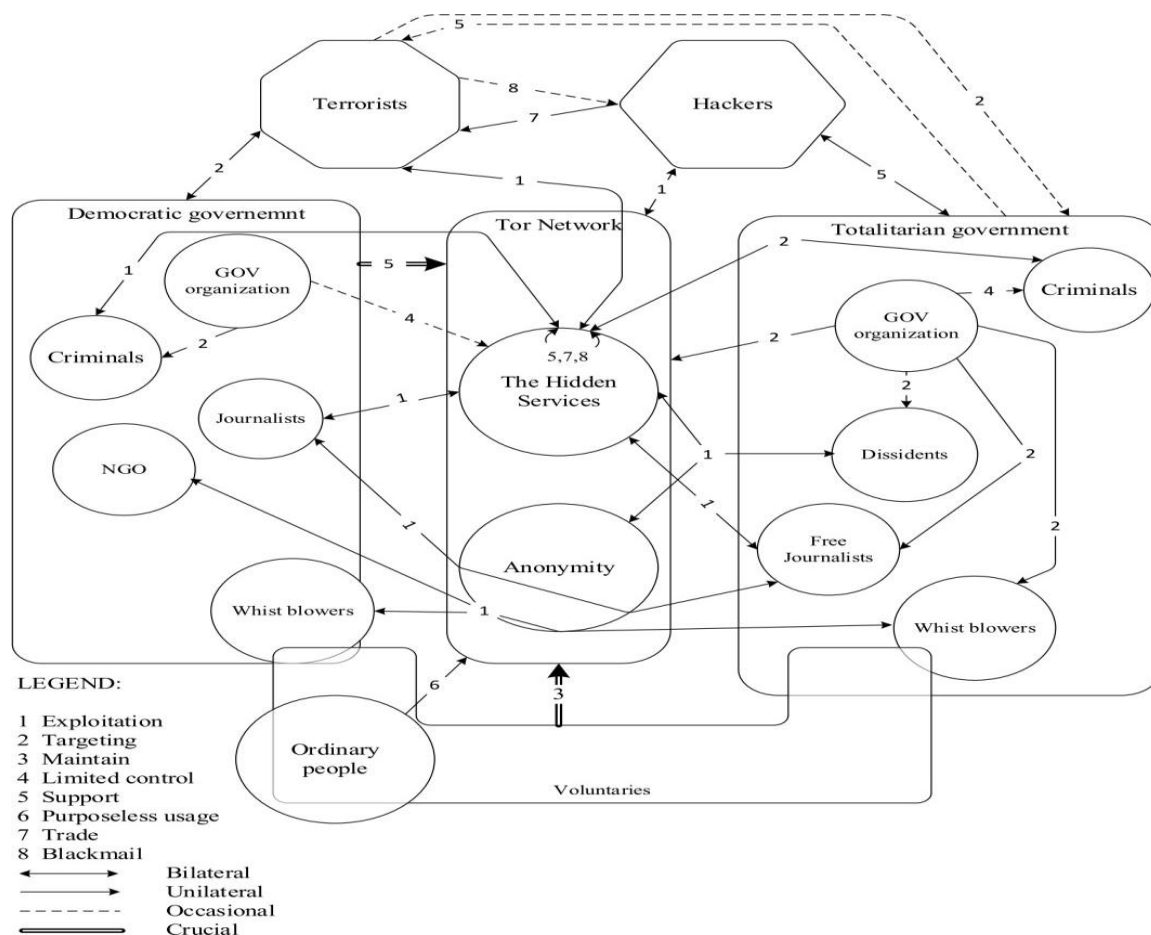 5
Terrorists
8
Hackers
2
7
2
1
1
5
Democratic governemnt
Tor Network
Totalitarian government
2
1
GOV
organization
5
Criminals
4
GOV
organization
4
Criminals
2
2
5,7,8
The Hidden
Services
2
Journalists
1
1
Dissidents
2
NGO
1
1
2
Free
Journalists
Anonymity
Whist blowers
1
Whist blowers
LEGEND:
6
3
1 Exploitation
2 Targeting
3 Maintain
4 Limited control
5 Support
6 Purposeless usage
7 Trade
8 Blackmail
Ordinary
people
Voluntaries
Bilateral
Unilateral
Occasional
Crucial